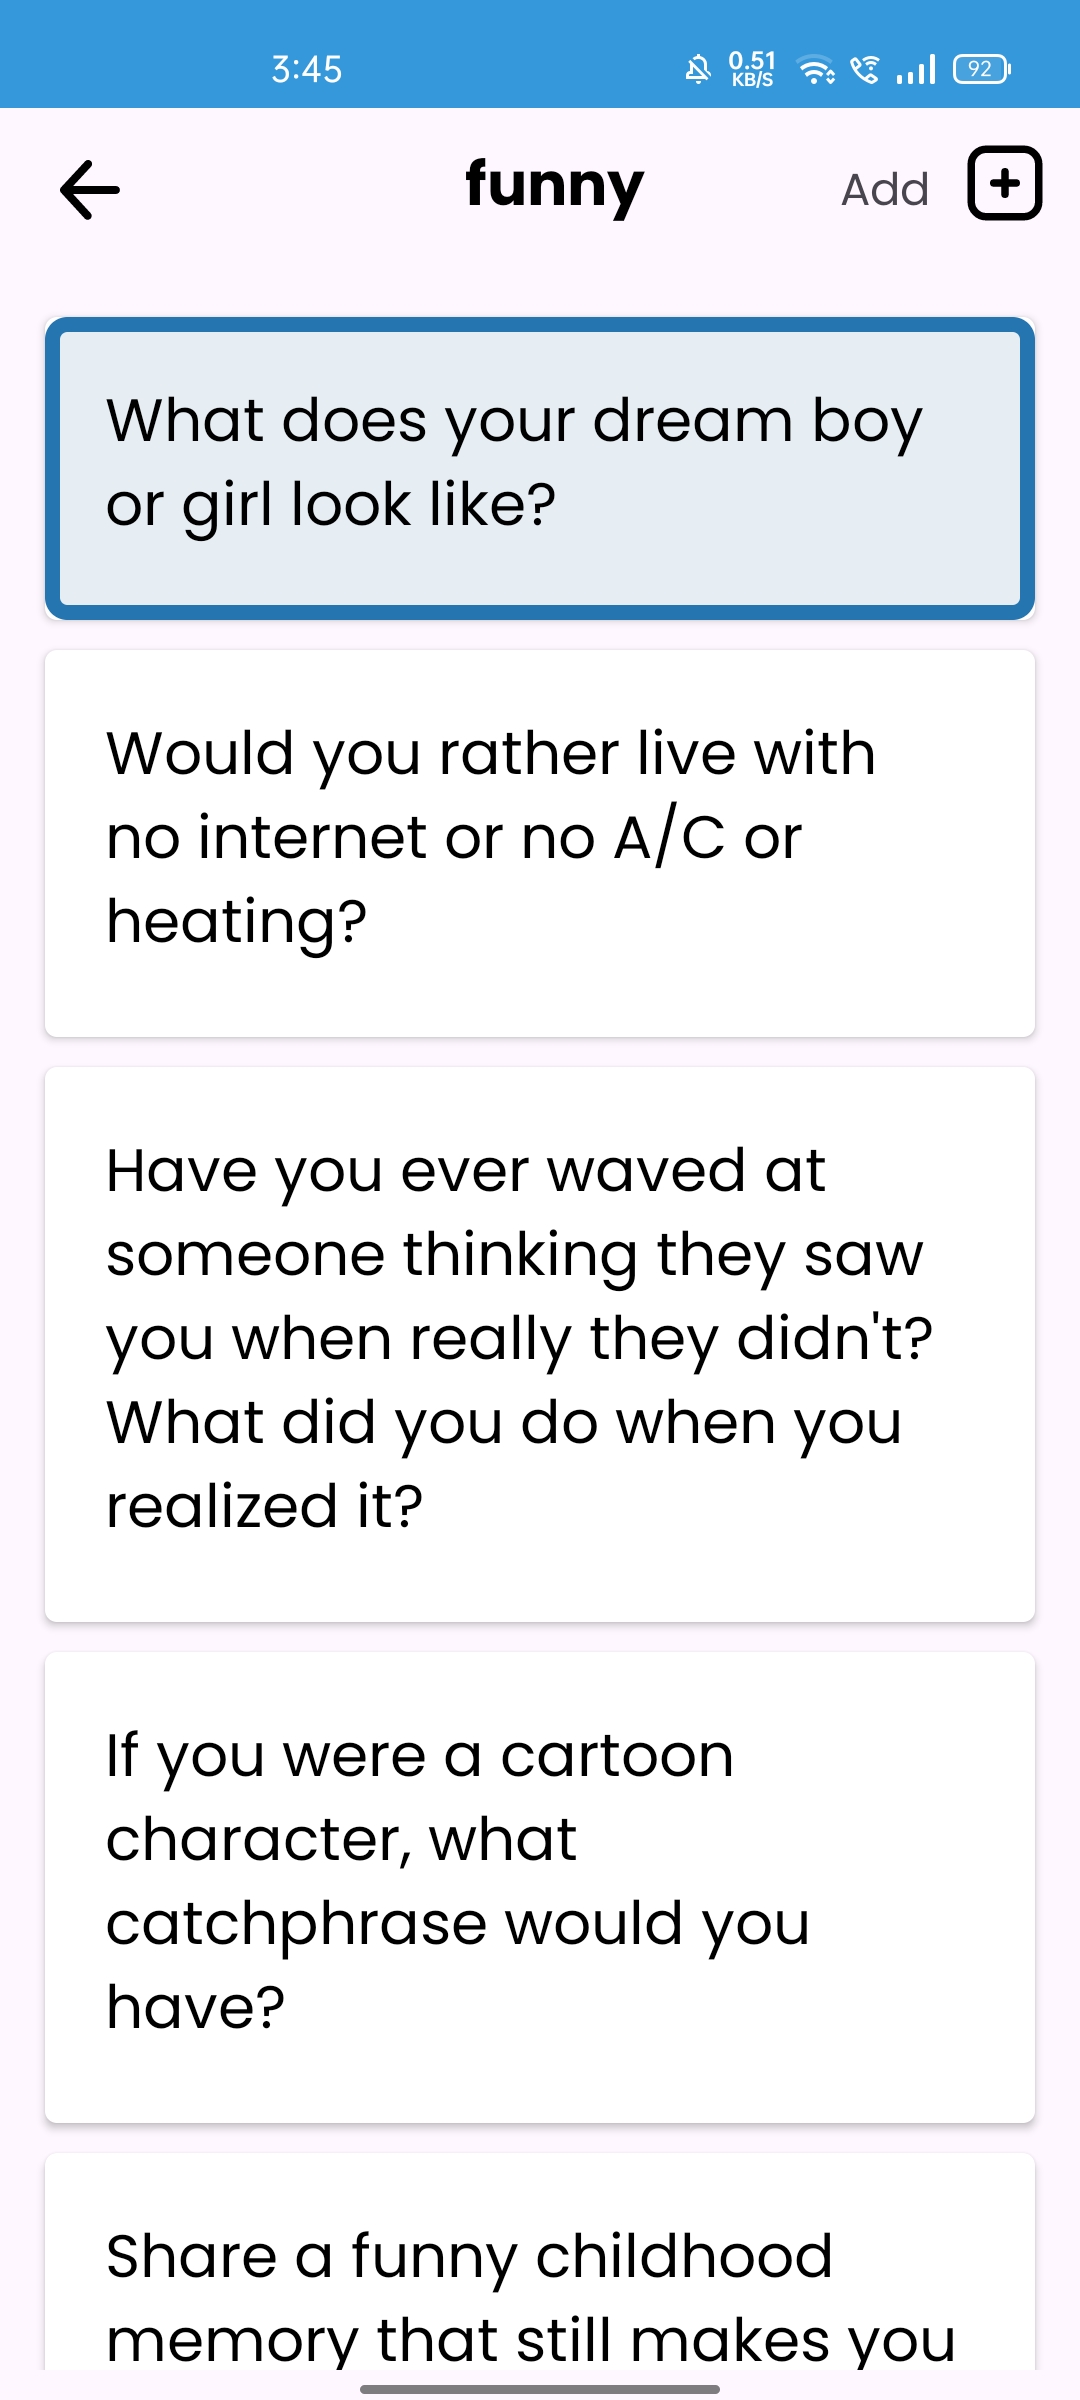 3:45
0.51
KB/S
92
funny
Add
What does your dream boy
or girl look like?
Would you rather live with
no internet or no A/C or
heating?
Have you ever waved at
someone thinking they saw
you when really they didn't?
What did you do when you
realized it?
If you were a cartoon
character, what
catchphrase would you
have?
Share a funny childhood
memory that still makes you